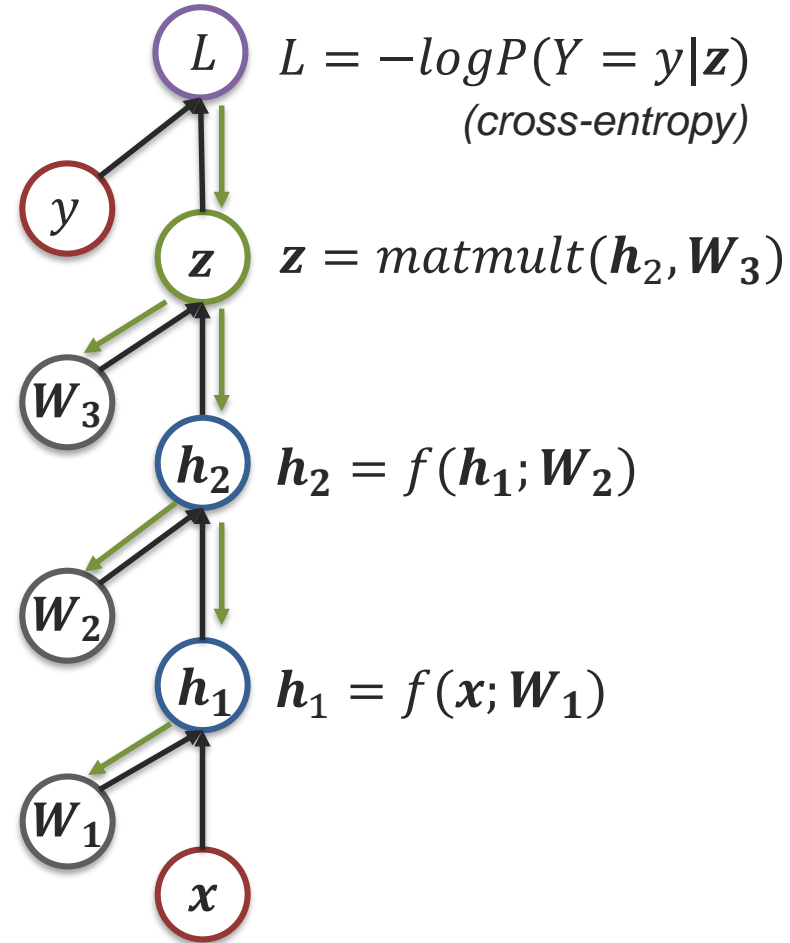 L L = −logP(Y = y|z)
(cross-entropy)
y
z z = matmult(h₂, W₃)
W₃
h₂ h₂ = f(h₁; W₂)
W₂
h₁ h₁ = f(x; W₁)
W₁
x